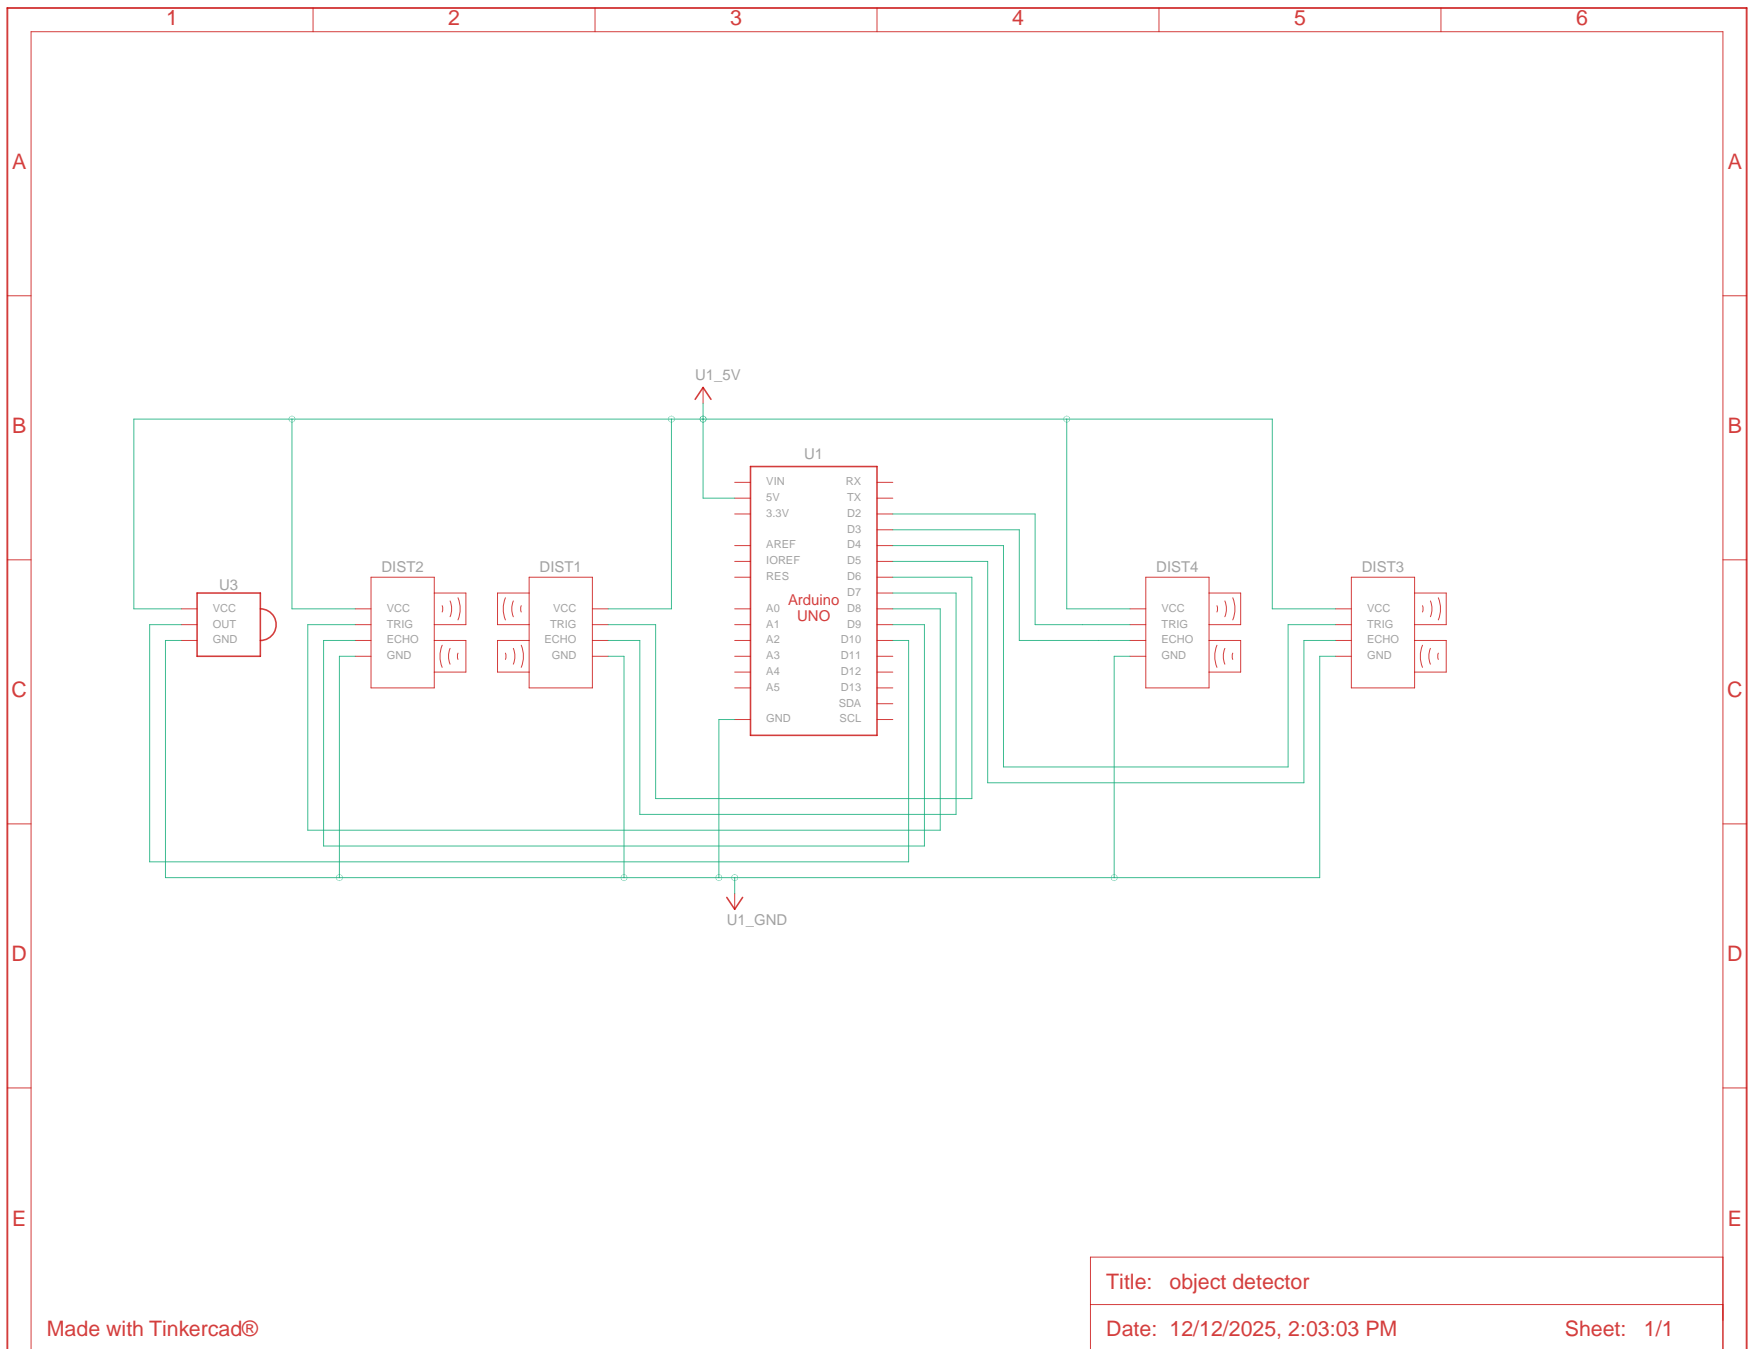 1 2 3 4 5 6
A A
U1_5V
B B
U1
VIN RX
5V TX
3.3V D2
D3
AREF D4
IOREF D5
RES D6
D7
A0 D8
A1 D9
A2 D10
A3 D11
A4 D12
A5 D13
SDA
GND SCL
Arduino
UNO
U3
VCC
OUT
GND
DIST2
VCC
TRIG
ECHO
GND
DIST1
VCC
TRIG
ECHO
GND
DIST4
VCC
TRIG
ECHO
GND
DIST3
VCC
TRIG
ECHO
GND
C C
U1_GND
D D
E E
Title: object detector
Made with Tinkercad®
Date: 12/12/2025, 2:03:03 PM Sheet: 1/1